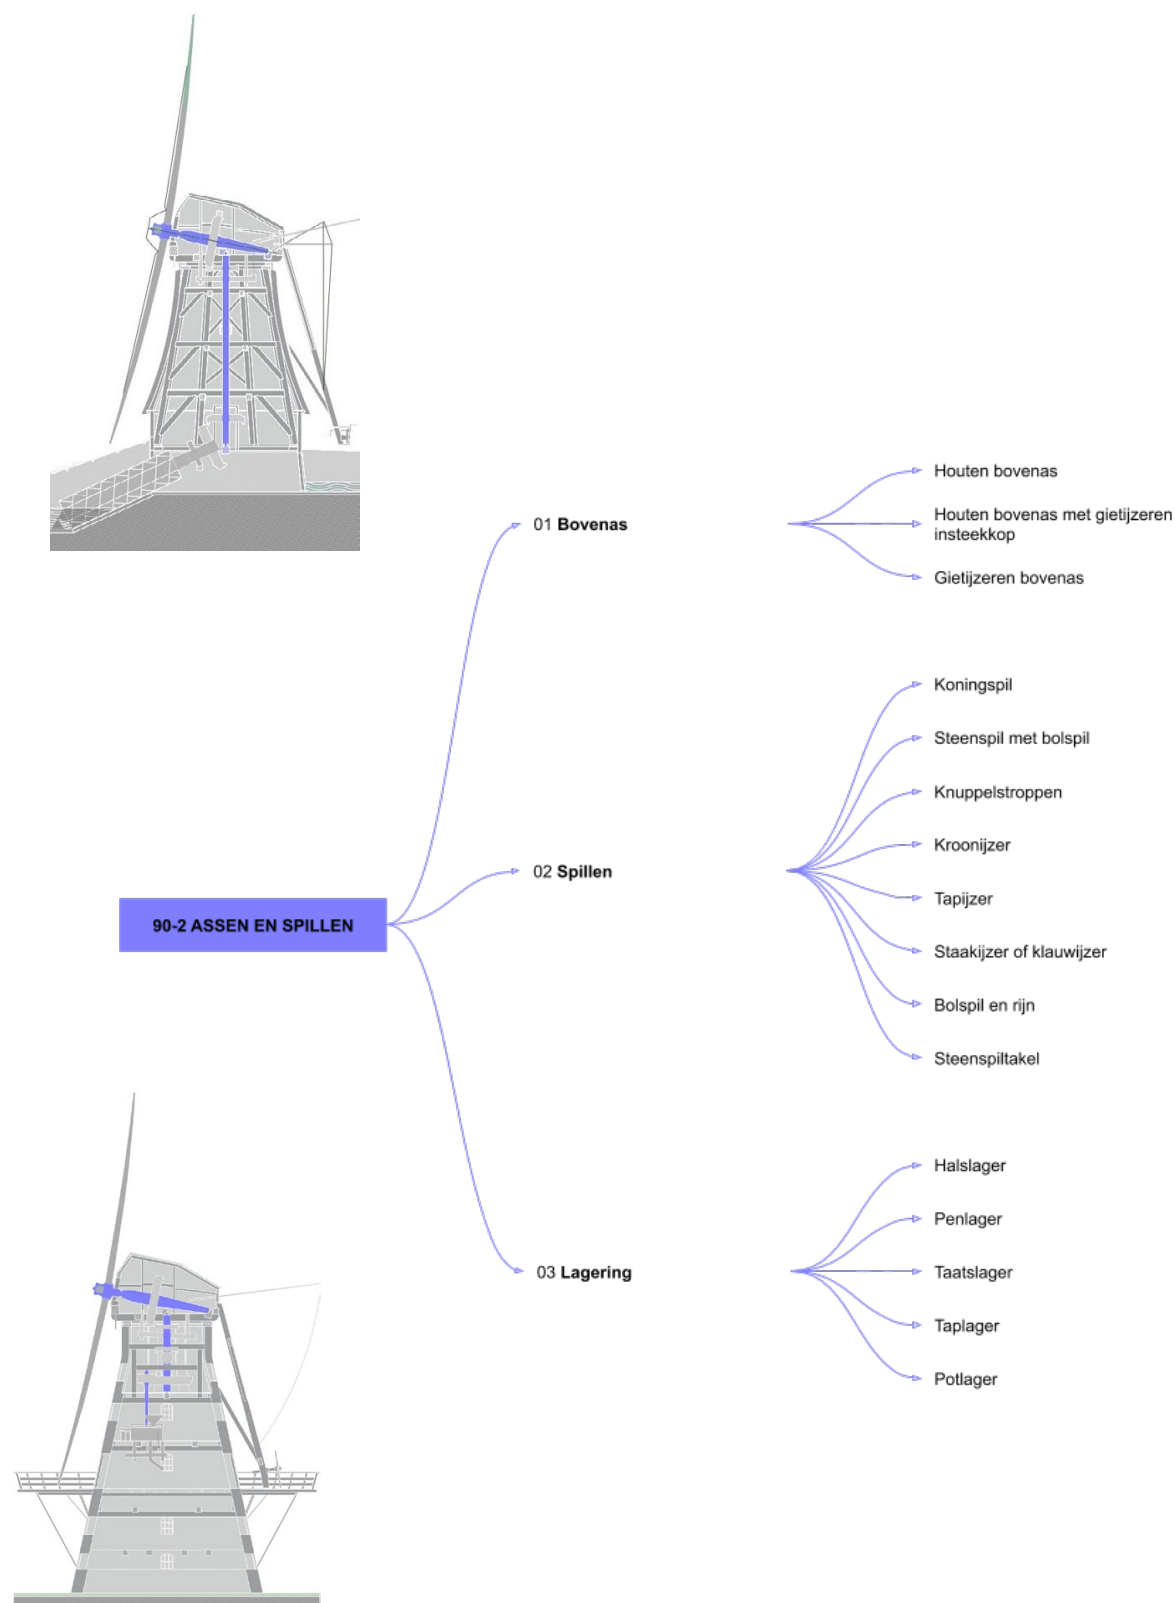 90-2 ASSEN EN SPILLEN
01 Bovenas
Houten bovenas
Houten bovenas met gietijzeren
insteekkop
Gietijzeren bovenas
02 Spillen
Koningspil
Steenspil met bolspil
Knuppelstroppen
Kroonijzer
Tapijzer
Staakijzer of klauwijzer
Bolspil en rijn
Steenspiltakel
03 Lagering
Halslager
Penlager
Taatslager
Taplager
Potlager